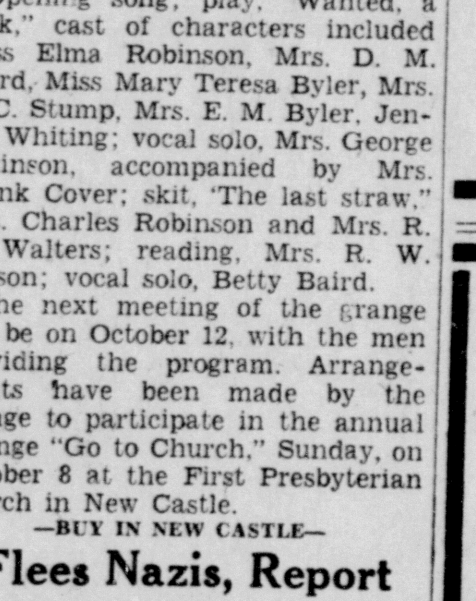 song, play, "Wanted, a
k," cast of characters included
ss Elma Robinson, Mrs. D. M.
rd, Miss Mary Teresa Byler, Mrs.
C. Stump, Mrs. E. M. Byler, Jen-
Whiting; vocal solo, Mrs. George
inson, accompanied by Mrs.
nk Cover; skit, 'The last straw,"
. Charles Robinson and Mrs. R.
Walters; reading, Mrs. R. W.
son; vocal solo, Betty Baird.
he next meeting of the grange
be on October 12, with the men
viding the program. Arrange-
ts have been made by the
nge to participate in the annual
nge "Go to Church," Sunday, on
ober 8 at the First Presbyterian
rch in New Castle.
—BUY IN NEW CASTLE—
Flees Nazis, Report